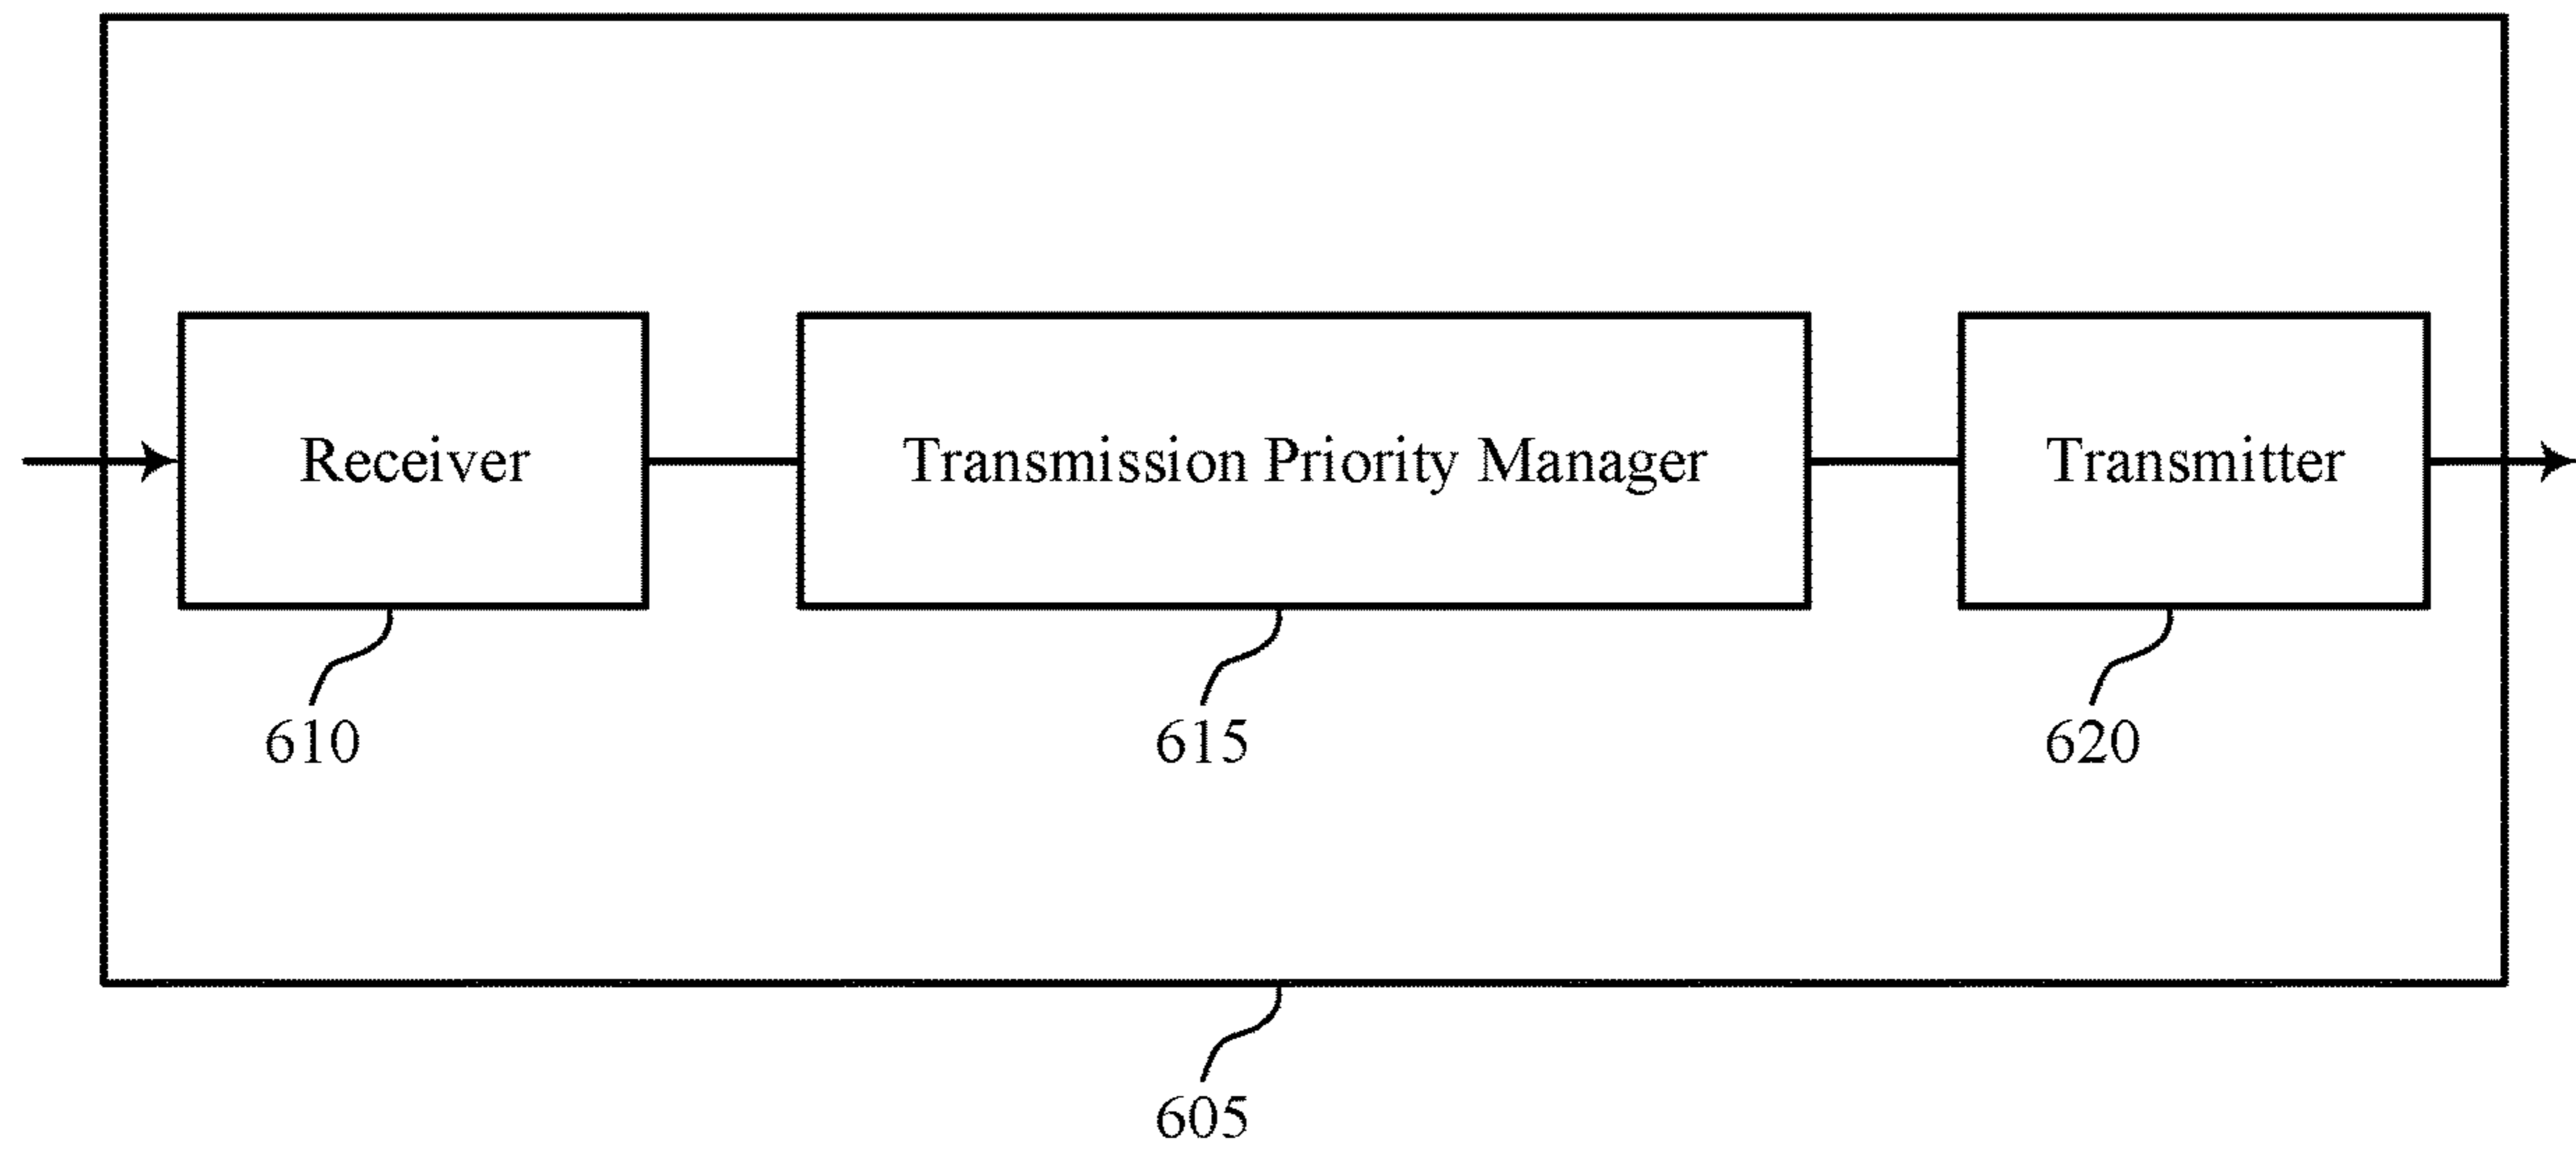 Receiver
Transmission Priority Manager
Transmitter
610
615
620
605